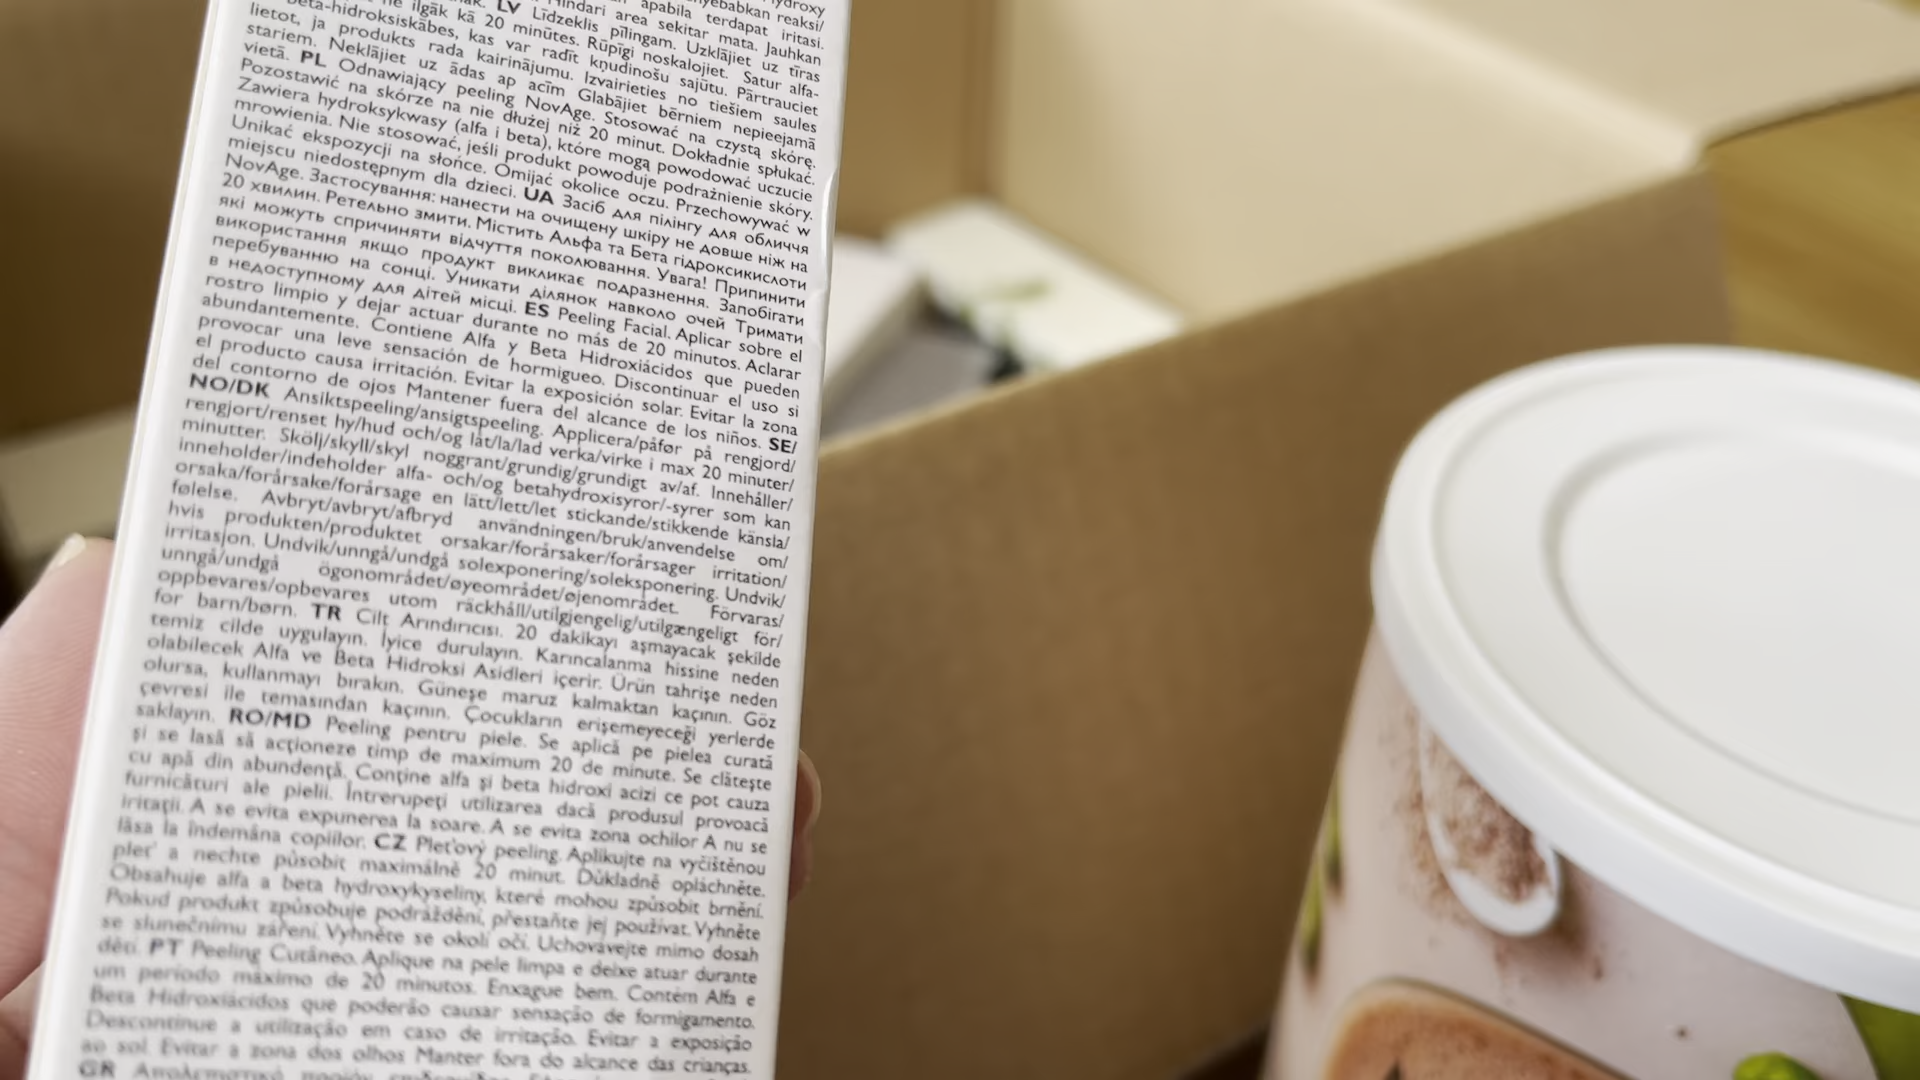 apabila terdapat iritasi.
LV Līdzeklis pīlingam. Uzklājiet uz tīras
ne ilgāk kā 20 minūtes. Rūpīgi noskalojiet. Satur alfa-
beta-hidroksiskābes, kas var radīt kņudinošu sajūtu. Pārtrauciet
lietot, ja produkts rada kairinājumu. Izvairieties no tiešiem saules
stariem. Neklājiet uz ādas ap acīm Glabājiet bērniem nepieejamā
vietā. PL Odnawiający peeling NovAge. Stosować na czystą skórę.
Pozostawić na skórze na nie dłużej niż 20 minut. Dokładnie spłukać.
Zawiera hydroksykwasy (alfa i beta), które mogą powodować uczucie
mrowienia. Nie stosować, jeśli produkt powoduje podrażnienie skóry.
Unikać ekspozycji na słońce. Omijać okolice oczu. Przechowywać w
miejscu niedostępnym dla dzieci. UA Засіб для пілінгу для обличчя
NovAge. Застосування: нанести на очищену шкіру не довше ніж на
20 хвилин. Ретельно змити. Містить Альфа та Бета гідроксикислоти
які можуть спричиняти відчуття поколювання. Увага! Припинити
використання якщо продукт викликає подразнення. Запобігати
перебуванню на сонці. Уникати ділянок навколо очей Тримати
в недоступному для дітей місці. ES Peeling Facial. Aplicar sobre el
rostro limpio y dejar actuar durante no más de 20 minutos. Aclarar
abundantemente. Contiene Alfa y Beta Hidroxiácidos que pueden
provocar una leve sensación de hormigueo. Discontinuar el uso si
el producto causa irritación. Evitar la exposición solar. Evitar la zona
del contorno de ojos Mantener fuera del alcance de los niños. SE/
NO/DK Ansiktspeeling/ansigtspeeling. Applicera/påfør på rengjord/
rengjort/renset hy/hud och/og låt/la/lad verka/virke i max 20 minuter/
minutter. Skölj/skyll/skyl noggrant/grundig/grundigt av/af. Innehåller/
inneholder/indeholder alfa- och/og betahydroxisyror/-syrer som kan
orsaka/forårsake/forårsage en lätt/lett/let stickande/stikkende känsla/
følelse. Avbryt/avbryt/afbryd användningen/bruk/anvendelse om/
hvis produkten/produktet orsakar/forårsaker/forårsager irritation/
irritasjon. Undvik/unngå/undgå solexponering/soleksponering. Undvik/
unngå/undgå ögonområdet/øyeområdet/øjenområdet. Förvaras/
oppbevares/opbevares utom räckhåll/utilgjengelig/utilgængeligt för/
for barn/børn. TR Cilt Arındırıcısı. 20 dakikayı aşmayacak şekilde
temiz cilde uygulayın. İyice durulayın. Karıncalanma hissine neden
olabilecek Alfa ve Beta Hidroksi Asidleri içerir. Ürün tahrişe neden
olursa, kullanmayı bırakın. Güneşe maruz kalmaktan kaçının. Göz
çevresi ile temasından kaçının. Çocukların erişemeyeceği yerlerde
saklayın. RO/MD Peeling pentru piele. Se aplică pe pielea curată
şi se lasă să acţioneze timp de maximum 20 de minute. Se clăteşte
cu apă din abundenţă. Conţine alfa şi beta hidroxi acizi ce pot cauza
furnicături ale pielii. Întrerupeţi utilizarea dacă produsul provoacă
iritaţii. A se evita expunerea la soare. A se evita zona ochilor A nu se
lăsa la îndemâna copiilor. CZ Pleťový peeling. Aplikujte na vyčištěnou
pleť a nechte působit maximálně 20 minut. Důkladně opláchněte.
Obsahuje alfa a beta hydroxykyseliny, které mohou způsobit brnění.
Pokud produkt způsobuje podráždění, přestaňte jej používat. Vyhněte
se slunečnímu záření. Vyhněte se okolí očí. Uchovávejte mimo dosah
dětí. PT Peeling Cutâneo. Aplique na pele limpa e deixe atuar durante
um período máximo de 20 minutos. Enxague bem. Contém Alfa e
Beta Hidroxiácidos que poderão causar sensação de formigamento.
Descontinue a utilização em caso de irritação. Evitar a exposição
ao sol. Evitar a zona dos olhos Manter fora do alcance das crianças.
GR